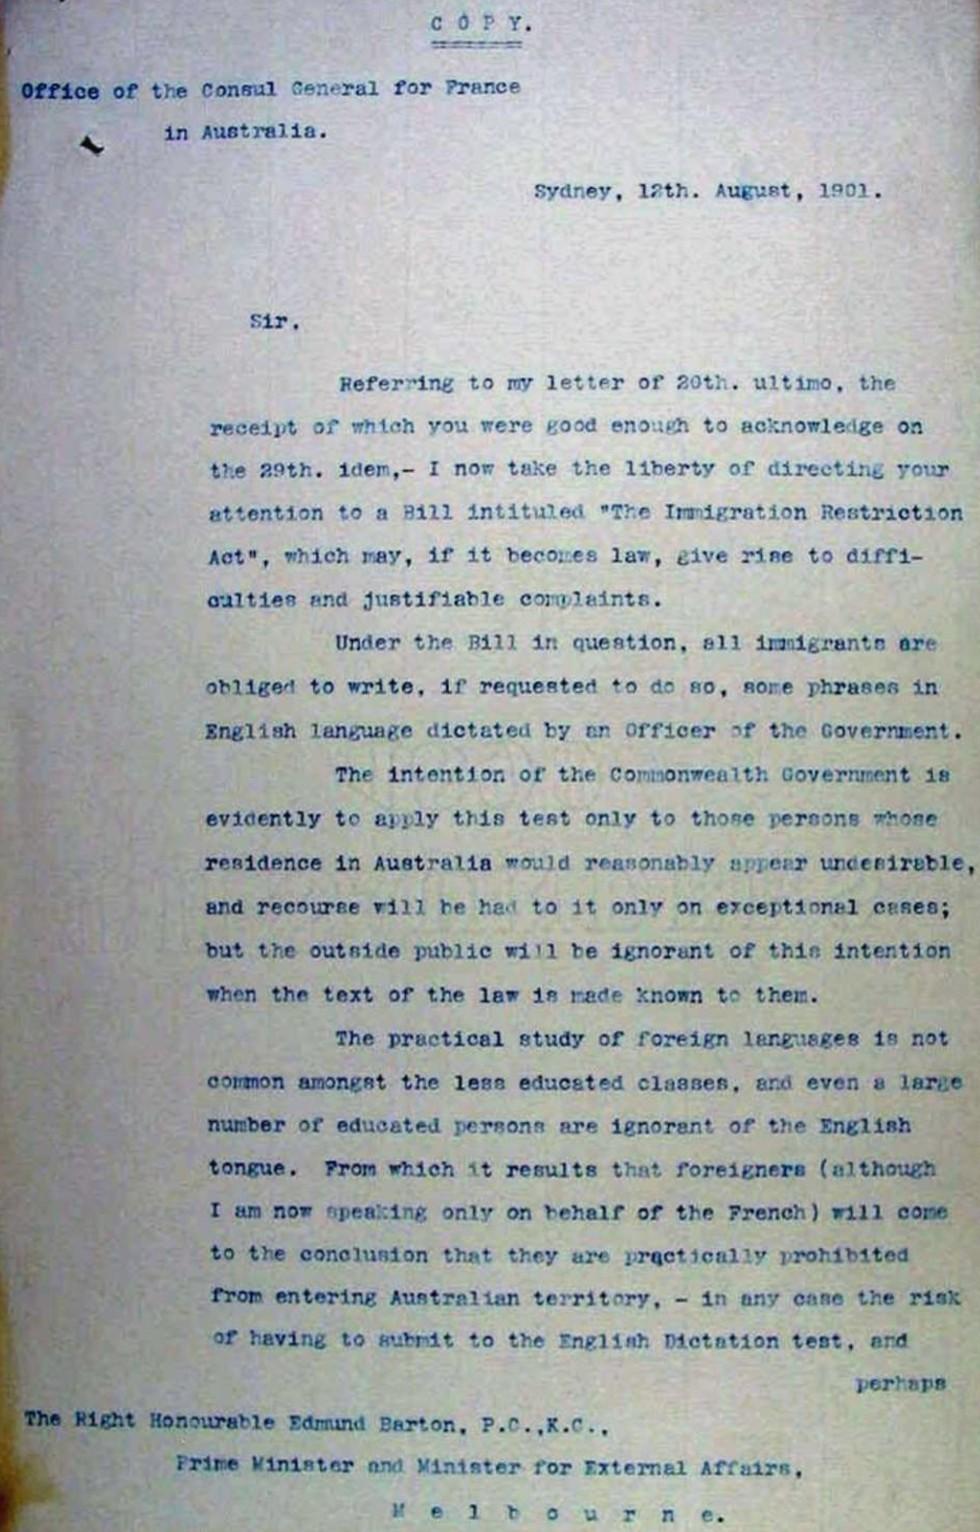 COPY.
Office of the Consul General for France
in Australia.
Sydney, 12th. August, 1901.
Sir.
Referring to my letter of 20th. ultimo, the
receipt of which you were good enough to acknowledge on
the 29th. idem,- I now take the liberty of directing your
attention to a Bill intituled "The Immigration Restriction
Act", which may, if it becomes law, give rise to diffi-
culties and justifiable complaints.
Under the Bill in question, all immigrants are
obliged to write, if requested to do so, some phrases in
English language dictated by an Officer of the Government.
The intention of the Commonwealth Government is
evidently to apply this test only to those persons whose
residence in Australia would reasonably appear undesirable,
and recourse will be had to it only on exceptional cases;
but the outside public will be ignorant of this intention
when the text of the law is made known to them.
The practical study of foreign languages is not
common amongst the less educated classes, and even a large
number of educated persons are ignorant of the English
tongue. From which it results that foreigners (although
I am now speaking only on behalf of the French) will come
to the conclusion that they are practically prohibited
from entering Australian territory, - in any case the risk
of having to submit to the English Dictation test, and
perhaps
The Right Honourable Edmund Barton, P.C.,K.C.,
Prime Minister and Minister for External Affairs,
Melbourne.